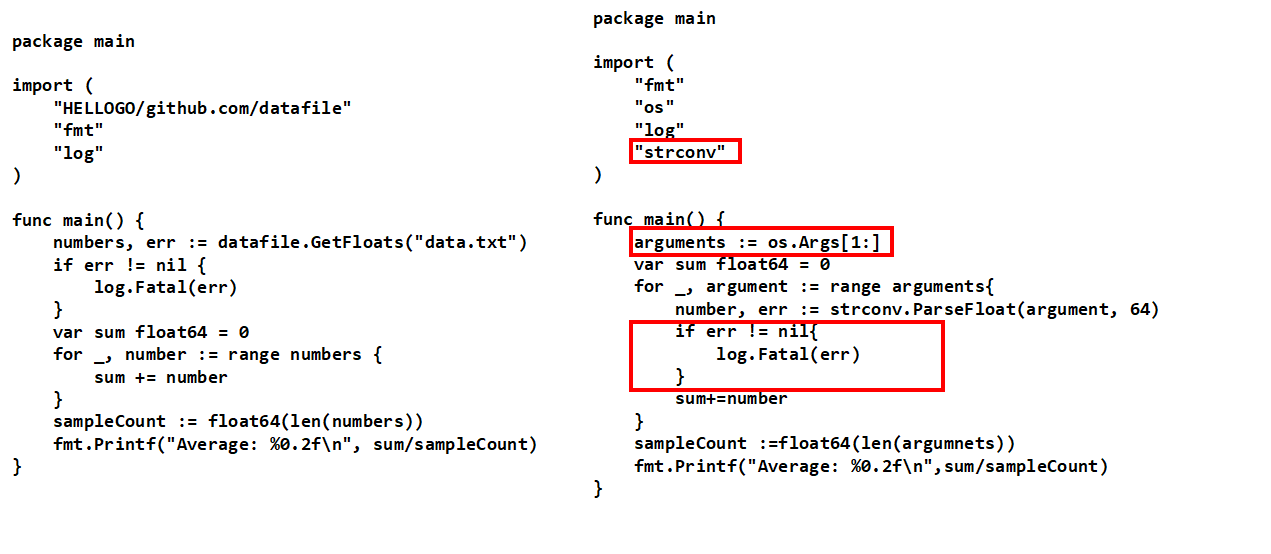 package main
import (
    "HELLOGO/github.com/datafile"
    "fmt"
    "log"
)
func main() {
    numbers, err := datafile.GetFloats("data.txt")
    if err != nil {
        log.Fatal(err)
    }
    var sum float64 = 0
    for _, number := range numbers {
        sum += number
    }
    sampleCount := float64(len(numbers))
    fmt.Printf("Average: %0.2f\n", sum/sampleCount)
}
package main
import (
    "fmt"
    "os"
    "log"
    "strconv"
)
func main() {
    arguments := os.Args[1:]
    var sum float64 = 0
    for _, argument := range arguments{
        number, err := strconv.ParseFloat(argument, 64)
        if err != nil{
            log.Fatal(err)
        }
        sum+=number
    }
    sampleCount :=float64(len(argumnets))
    fmt.Printf("Average: %0.2f\n",sum/sampleCount)
}